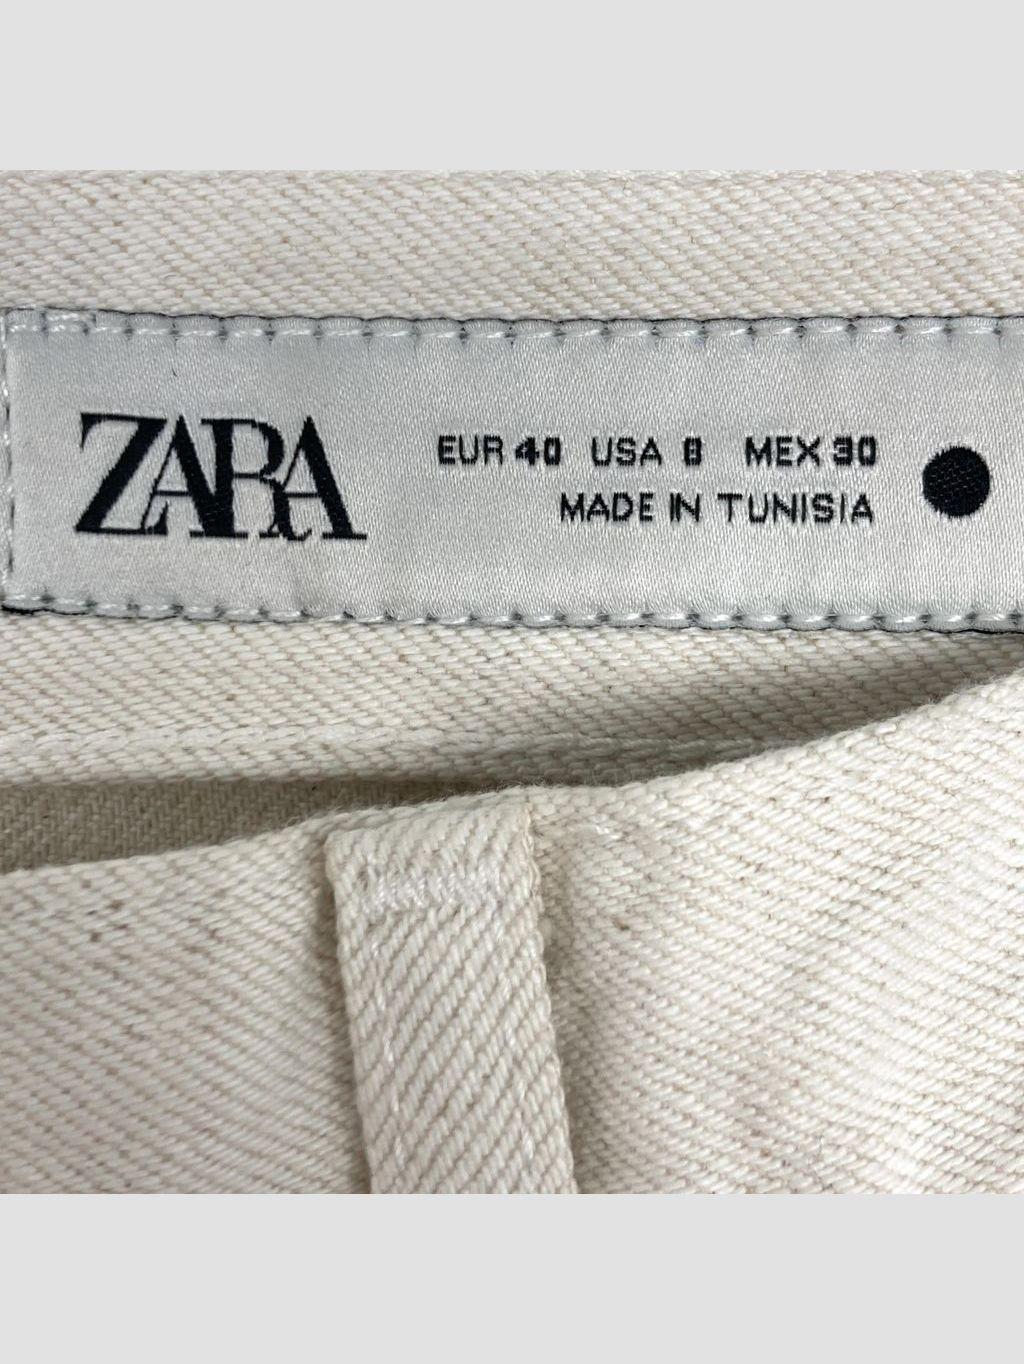 ZARA
EUR 40 USA 8 MEX 30
MADE IN TUNISIA